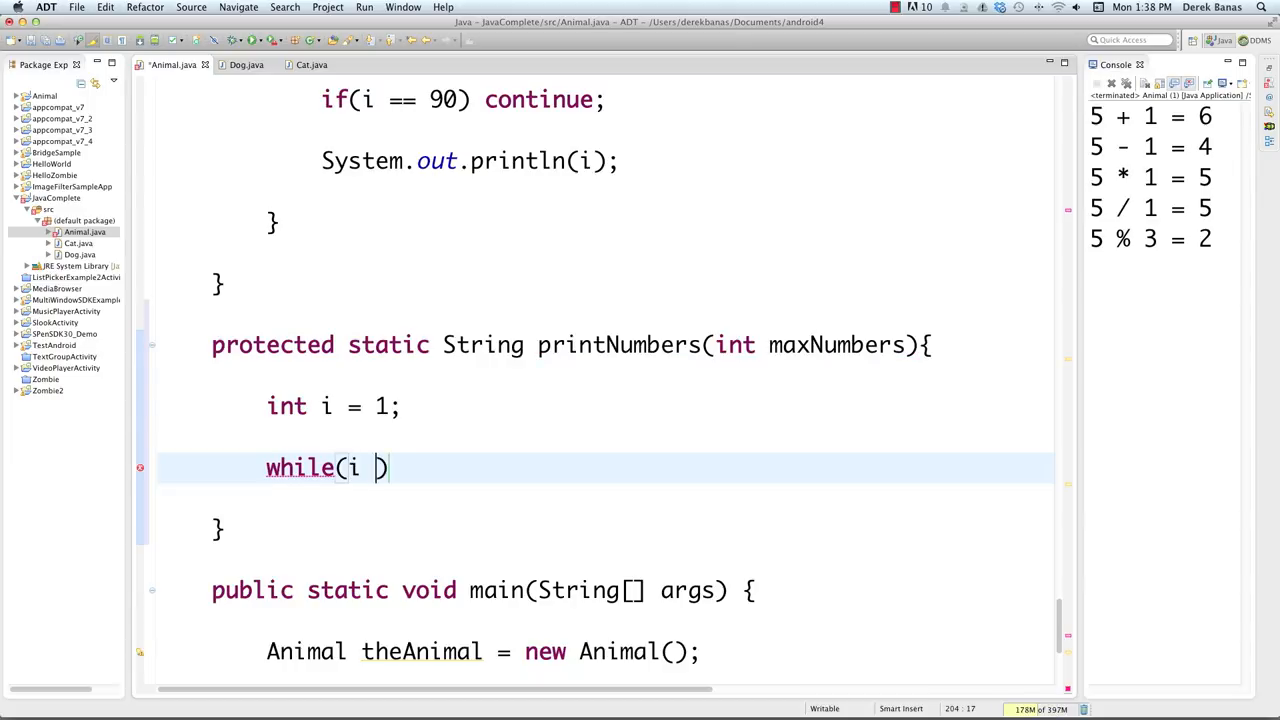 ADT File Edit Refactor Source Navigate Search Project Run Window Help
10 Mon 1:38 PM Derek Banas
Java - JavaComplete/src/Animal.java - ADT - /Users/derekbanas/Documents/android4
Quick Access Java DDMS
Package Exp
*Animal.java Dog.java Cat.java
Console
<terminated> Animal (1) [Java Application] /S
Animal
appcompat_v7
appcompat_v7_2
appcompat_v7_3
appcompat_v7_4
BridgeSample
HelloWorld
HelloZombie
ImageFilterSampleApp
JavaComplete
src
(default package)
Animal.java
Cat.java
Dog.java
JRE System Library [Ja
ListPickerExample2Activi
MediaBrowser
MultiWindowSDKExample
MusicPlayerActivity
SlookActivity
SPenSDK30_Demo
TestAndroid
TextGroupActivity
VideoPlayerActivity
Zombie
Zombie2
if(i == 90) continue;
System.out.println(i);
}
}
protected static String printNumbers(int maxNumbers){
int i = 1;
while(i )
}
public static void main(String[] args) {
Animal theAnimal = new Animal();
5 + 1 = 6
5 - 1 = 4
5 * 1 = 5
5 / 1 = 5
5 % 3 = 2
Writable Smart Insert 204 : 17 178M of 397M